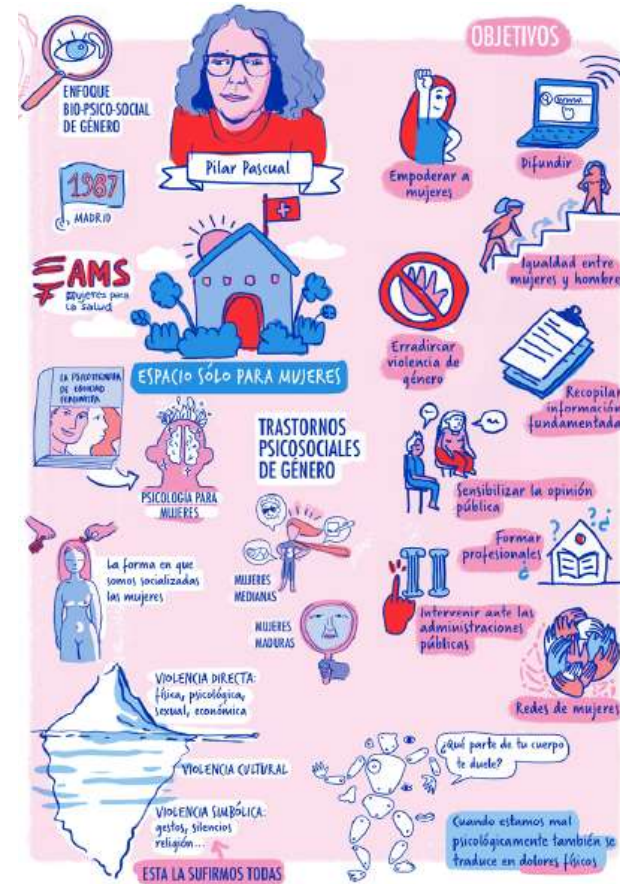 ENFOQUE
BIO-PSICO-SOCIAL
DE GÉNERO
Pilar Pascual
1987
MADRID
AMS
Mujeres para
la Salud
ESPACIO SÓLO PARA MUJERES
LA PSICOTERAPIA
DE EQUIDAD
FEMINISTA
PSICOLOGÍA PARA
MUJERES
TRASTORNOS
PSICOSOCIALES
DE GÉNERO
MUJERES
MEDIANAS
MUJERES
MADURAS
La forma en que
somos socializadas
las mujeres
VIOLENCIA DIRECTA:
física, psicológica,
sexual, económica
VIOLENCIA CULTURAL
VIOLENCIA SIMBÓLICA:
gestos, silencios
religión...
ESTA LA SUFIRMOS TODAS
OBJETIVOS
Empoderar a
mujeres
www
Difundir
Igualdad entre
mujeres y hombre
Erradircar
violencia de
género
Recopilar
información
fundamentada
Sensibilizar la opinión
pública
Formar
profesionales
Intervenir ante las
administraciones
públicas
Redes de mujeres
¿Qué parte de tu cuerpo
te duele?
Cuando estamos mal
psicológicamente también se
traduce en dolores físicos